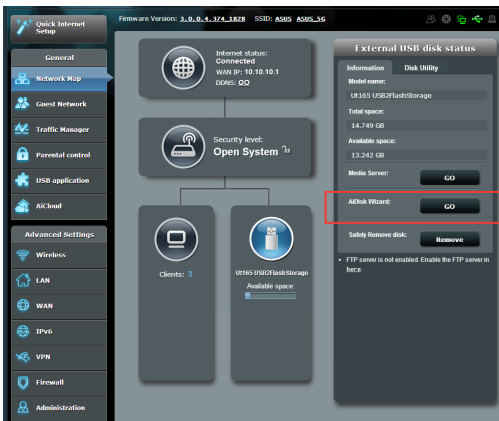 Quick Internet
Setup
Firmware Version: 3.0.0.4.374_1828 SSID: ASUS ASUS_5G
General
Network Map
Guest Network
Traffic Manager
Parental control
USB application
AiCloud
Advanced Settings
Wireless
LAN
WAN
IPv6
VPN
Firewall
Administration
Internet status:
Connected
WAN IP: 10.10.10.1
DDNS: GO
Security level:
Open System
Clients: 3
Ut165 USB2FlashStorage
Available space:
External USB disk status
Information Disk Utility
Model name:
Ut165 USB2FlashStorage
Total space:
14.749 GB
Available space:
13.242 GB
Media Server: GO
AiDisk Wizard: GO
Safely Remove disk: Remove
• FTP server is not enabled. Enable the FTP server in
here.